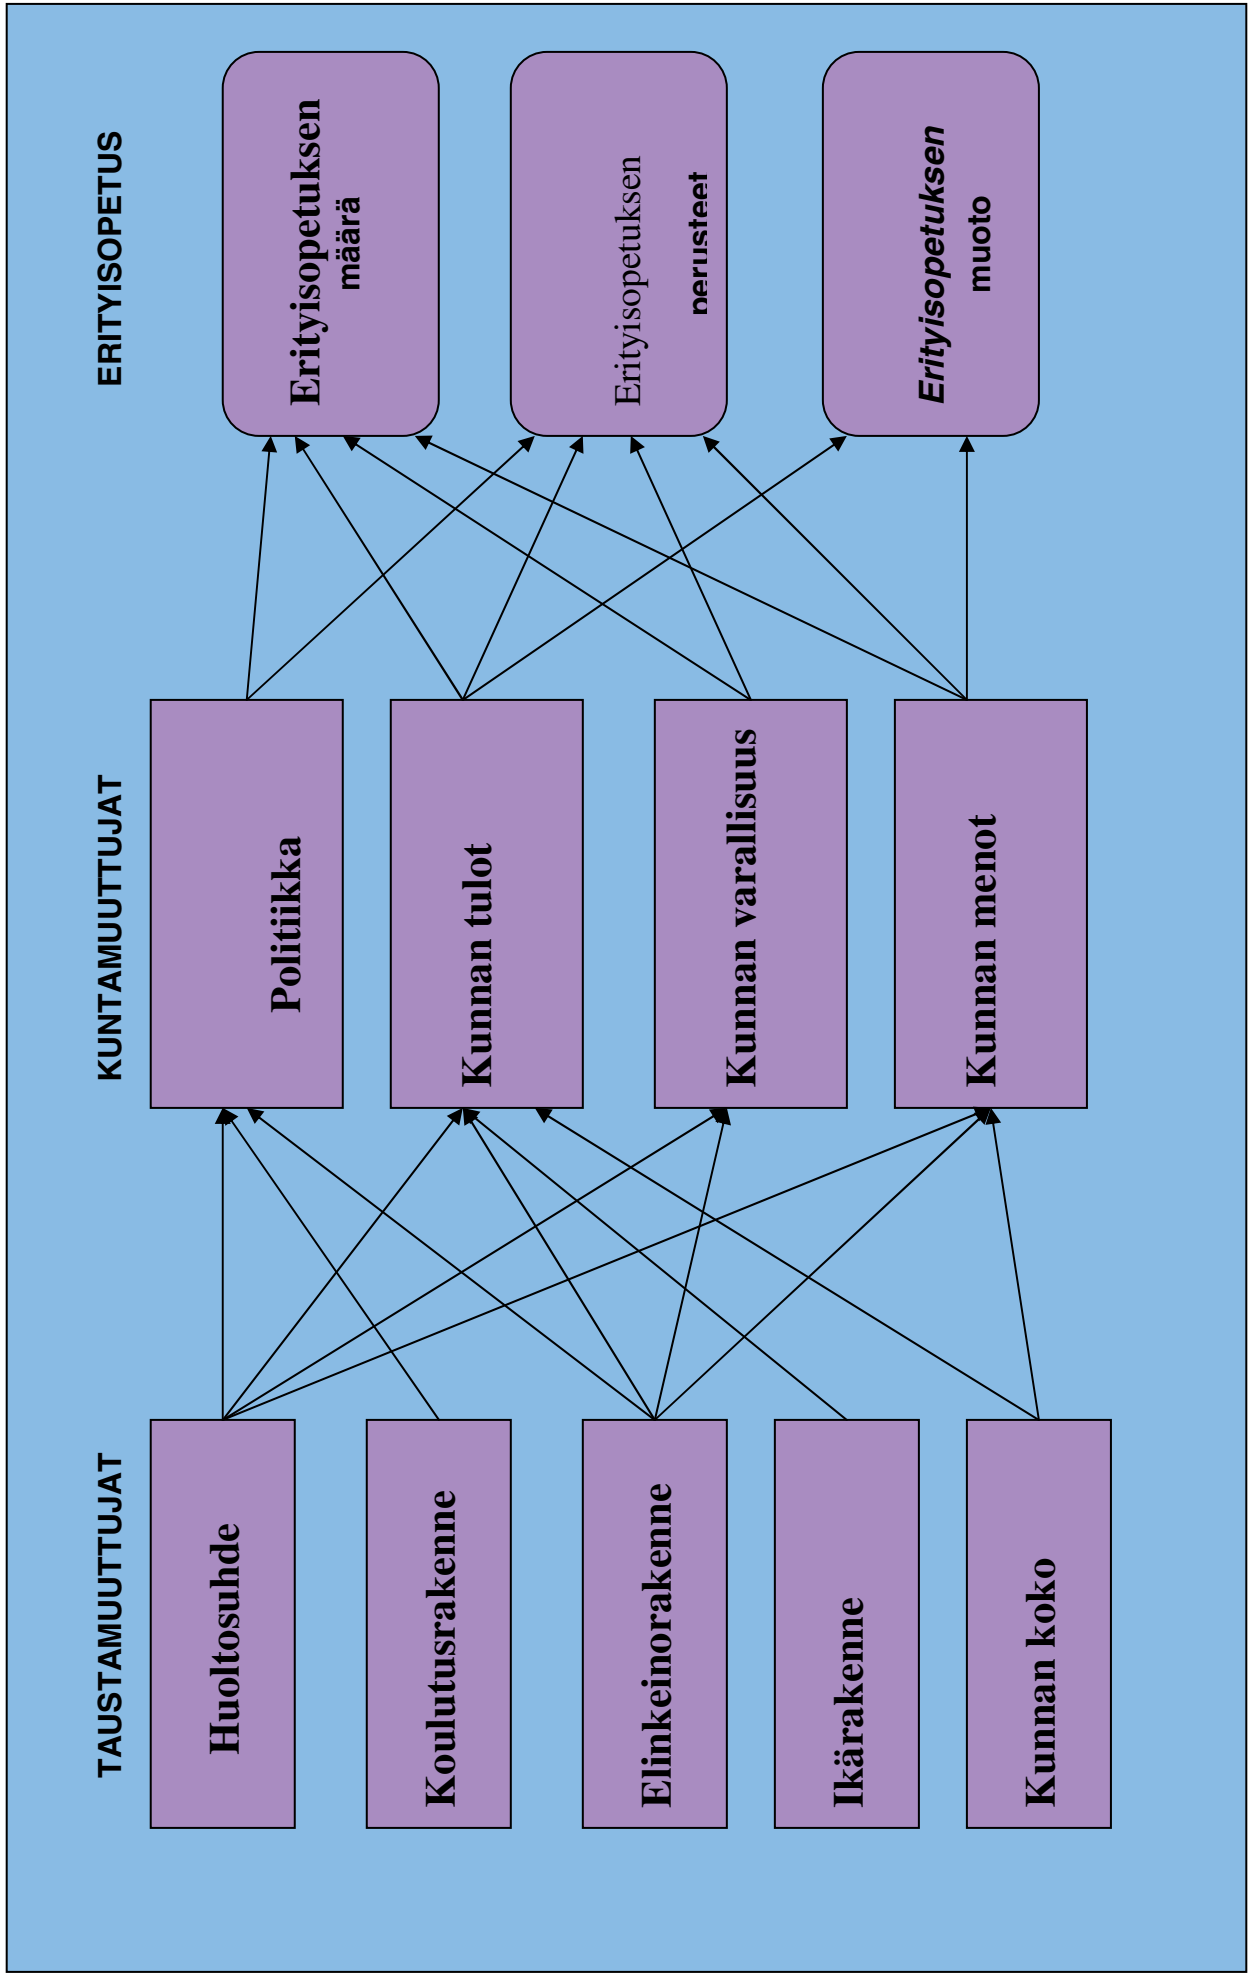 TAUSTAMUUTTUJAT
KUNTAMUUTTUJAT
ERITYISOPETUS
Huoltosuhde
Koulutusrakenne
Elinkeinorakenne
Ikärakenne
Kunnan koko
Politiikka
Kunnan tulot
Kunnan varallisuus
Kunnan menot
Erityisopetuksen
määrä
Erityisopetuksen
perusteet
Erityisopetuksen
muoto